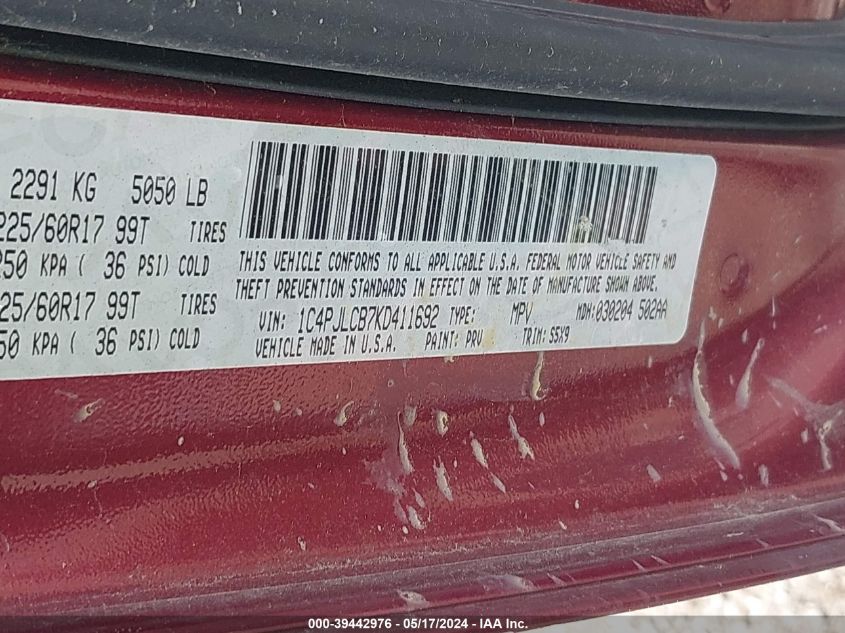 2291 KG 5050 LB
225/60R17 99T TIRES
250 KPA ( 36 PSI) COLD
25/60R17 99T TIRES
50 KPA ( 36 PSI) COLD
THIS VEHICLE CONFORMS TO ALL APPLICABLE U.S.A. FEDERAL MOTOR VEHICLE SAFETY AND
THEFT PREVENTION STANDARDS IN EFFECT ON THE DATE OF MANUFACTURE SHOWN ABOVE.
VIN: 1C4PJLCB7KD411692 TYPE: MPV MDH: 030204 502AA
VEHICLE MADE IN U.S.A. PAINT: PRV TRIM: S5X9
000-39442976 - 05/17/2024 - IAA Inc.